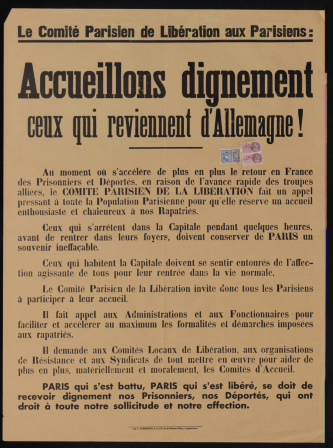 Le Comité Parisien de Libération aux Parisiens :
Accueillons dignement
ceux qui reviennent d'Allemagne !
Au moment où s'accélère de plus en plus le retour en France
des Prisonniers et Déportés, en raison de l'avance rapide des troupes
alliées, le COMITE PARISIEN DE LA LIBERATION fait un appel
pressant à toute la Population Parisienne pour qu'elle réserve un accueil
enthousiaste et chaleureux à nos Rapatriés.
Ceux qui s'arrêtent dans la Capitale pendant quelques heures,
avant de rentrer dans leurs foyers, doivent conserver de PARIS un
souvenir ineffaçable.
Ceux qui habitent la Capitale doivent se sentir entourés de l'affec-
tion agissante de tous pour leur rentrée dans la vie normale.
Le Comité Parisien de la Libération invite donc tous les Parisiens
à participer à leur accueil.
Il fait appel aux Administrations et aux Fonctionnaires pour
faciliter et accélérer au maximum les formalités et démarches imposées
aux rapatriés.
Il demande aux Comités Locaux de Libération, aux organisations
de Résistance et aux Syndicats de tout mettre en œuvre pour aider de
plus en plus, matériellement et moralement, les Comités d'Accueil.
PARIS qui s'est battu, PARIS qui s'est libéré, se doit de
recevoir dignement nos Prisonniers, nos Déportés, qui ont
droit à toute notre sollicitude et notre affection.